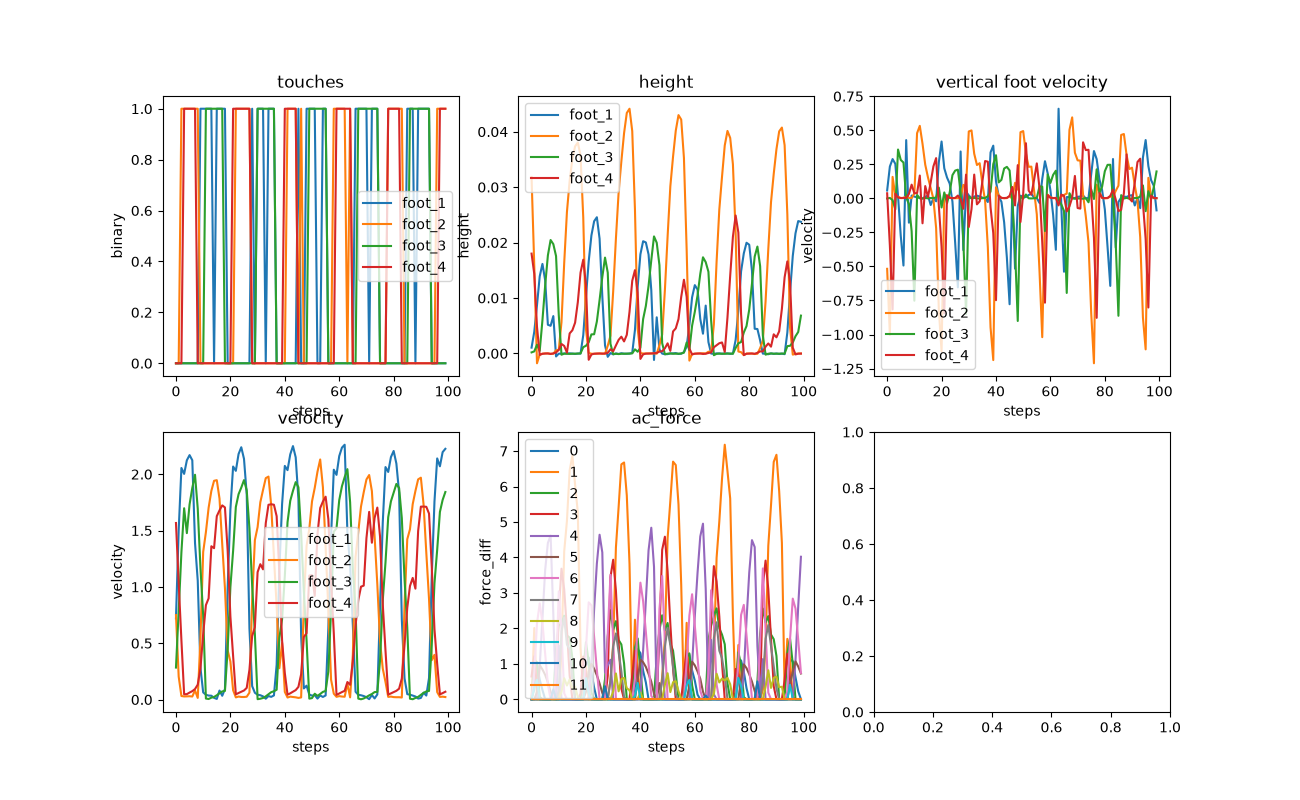 touches
binary
1.0
0.8
0.6
0.4
0.2
0.0
foot_1
foot_2
foot_3
foot_4
0 20 40 60 80 100
steps
height
height
0.04
0.03
0.02
0.01
0.00
foot_1
foot_2
foot_3
foot_4
0 20 40 60 80 100
steps
vertical foot velocity
velocity
0.75
0.50
0.25
0.00
−0.25
−0.50
−0.75
−1.00
−1.25
foot_1
foot_2
foot_3
foot_4
0 20 40 60 80 100
steps
velocity
velocity
2.0
1.5
1.0
0.5
0.0
foot_1
foot_2
foot_3
foot_4
0 20 40 60 80 100
steps
ac_force
force_diff
7
6
5
4
3
2
1
0
0
1
2
3
4
5
6
7
8
9
10
11
0 20 40 60 80 100
steps
1.0
0.8
0.6
0.4
0.2
0.0
0.0 0.2 0.4 0.6 0.8 1.0